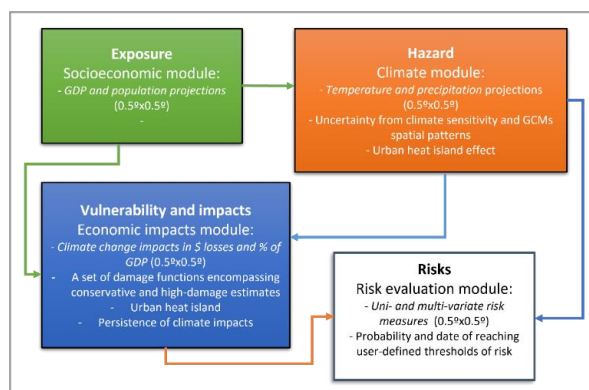 Exposure
Socioeconomic module:
- GDP and population projections
(0.5ºx0.5º)
-
Hazard
Climate module:
- Temperature and precipitation projections
(0.5ºx0.5º)
- Uncertainty from climate sensitivity and GCMs
spatial patterns
- Urban heat island effect
Vulnerability and impacts
Economic impacts module:
- Climate change impacts in $ losses and % of
GDP (0.5ºx0.5º)
- A set of damage functions encompassing
conservative and high-damage estimates
- Urban heat island
- Persistence of climate impacts
Risks
Risk evaluation module:
- Uni- and multi-variate risk
measures (0.5ºx0.5º)
- Probability and date of reaching
user-defined thresholds of risk